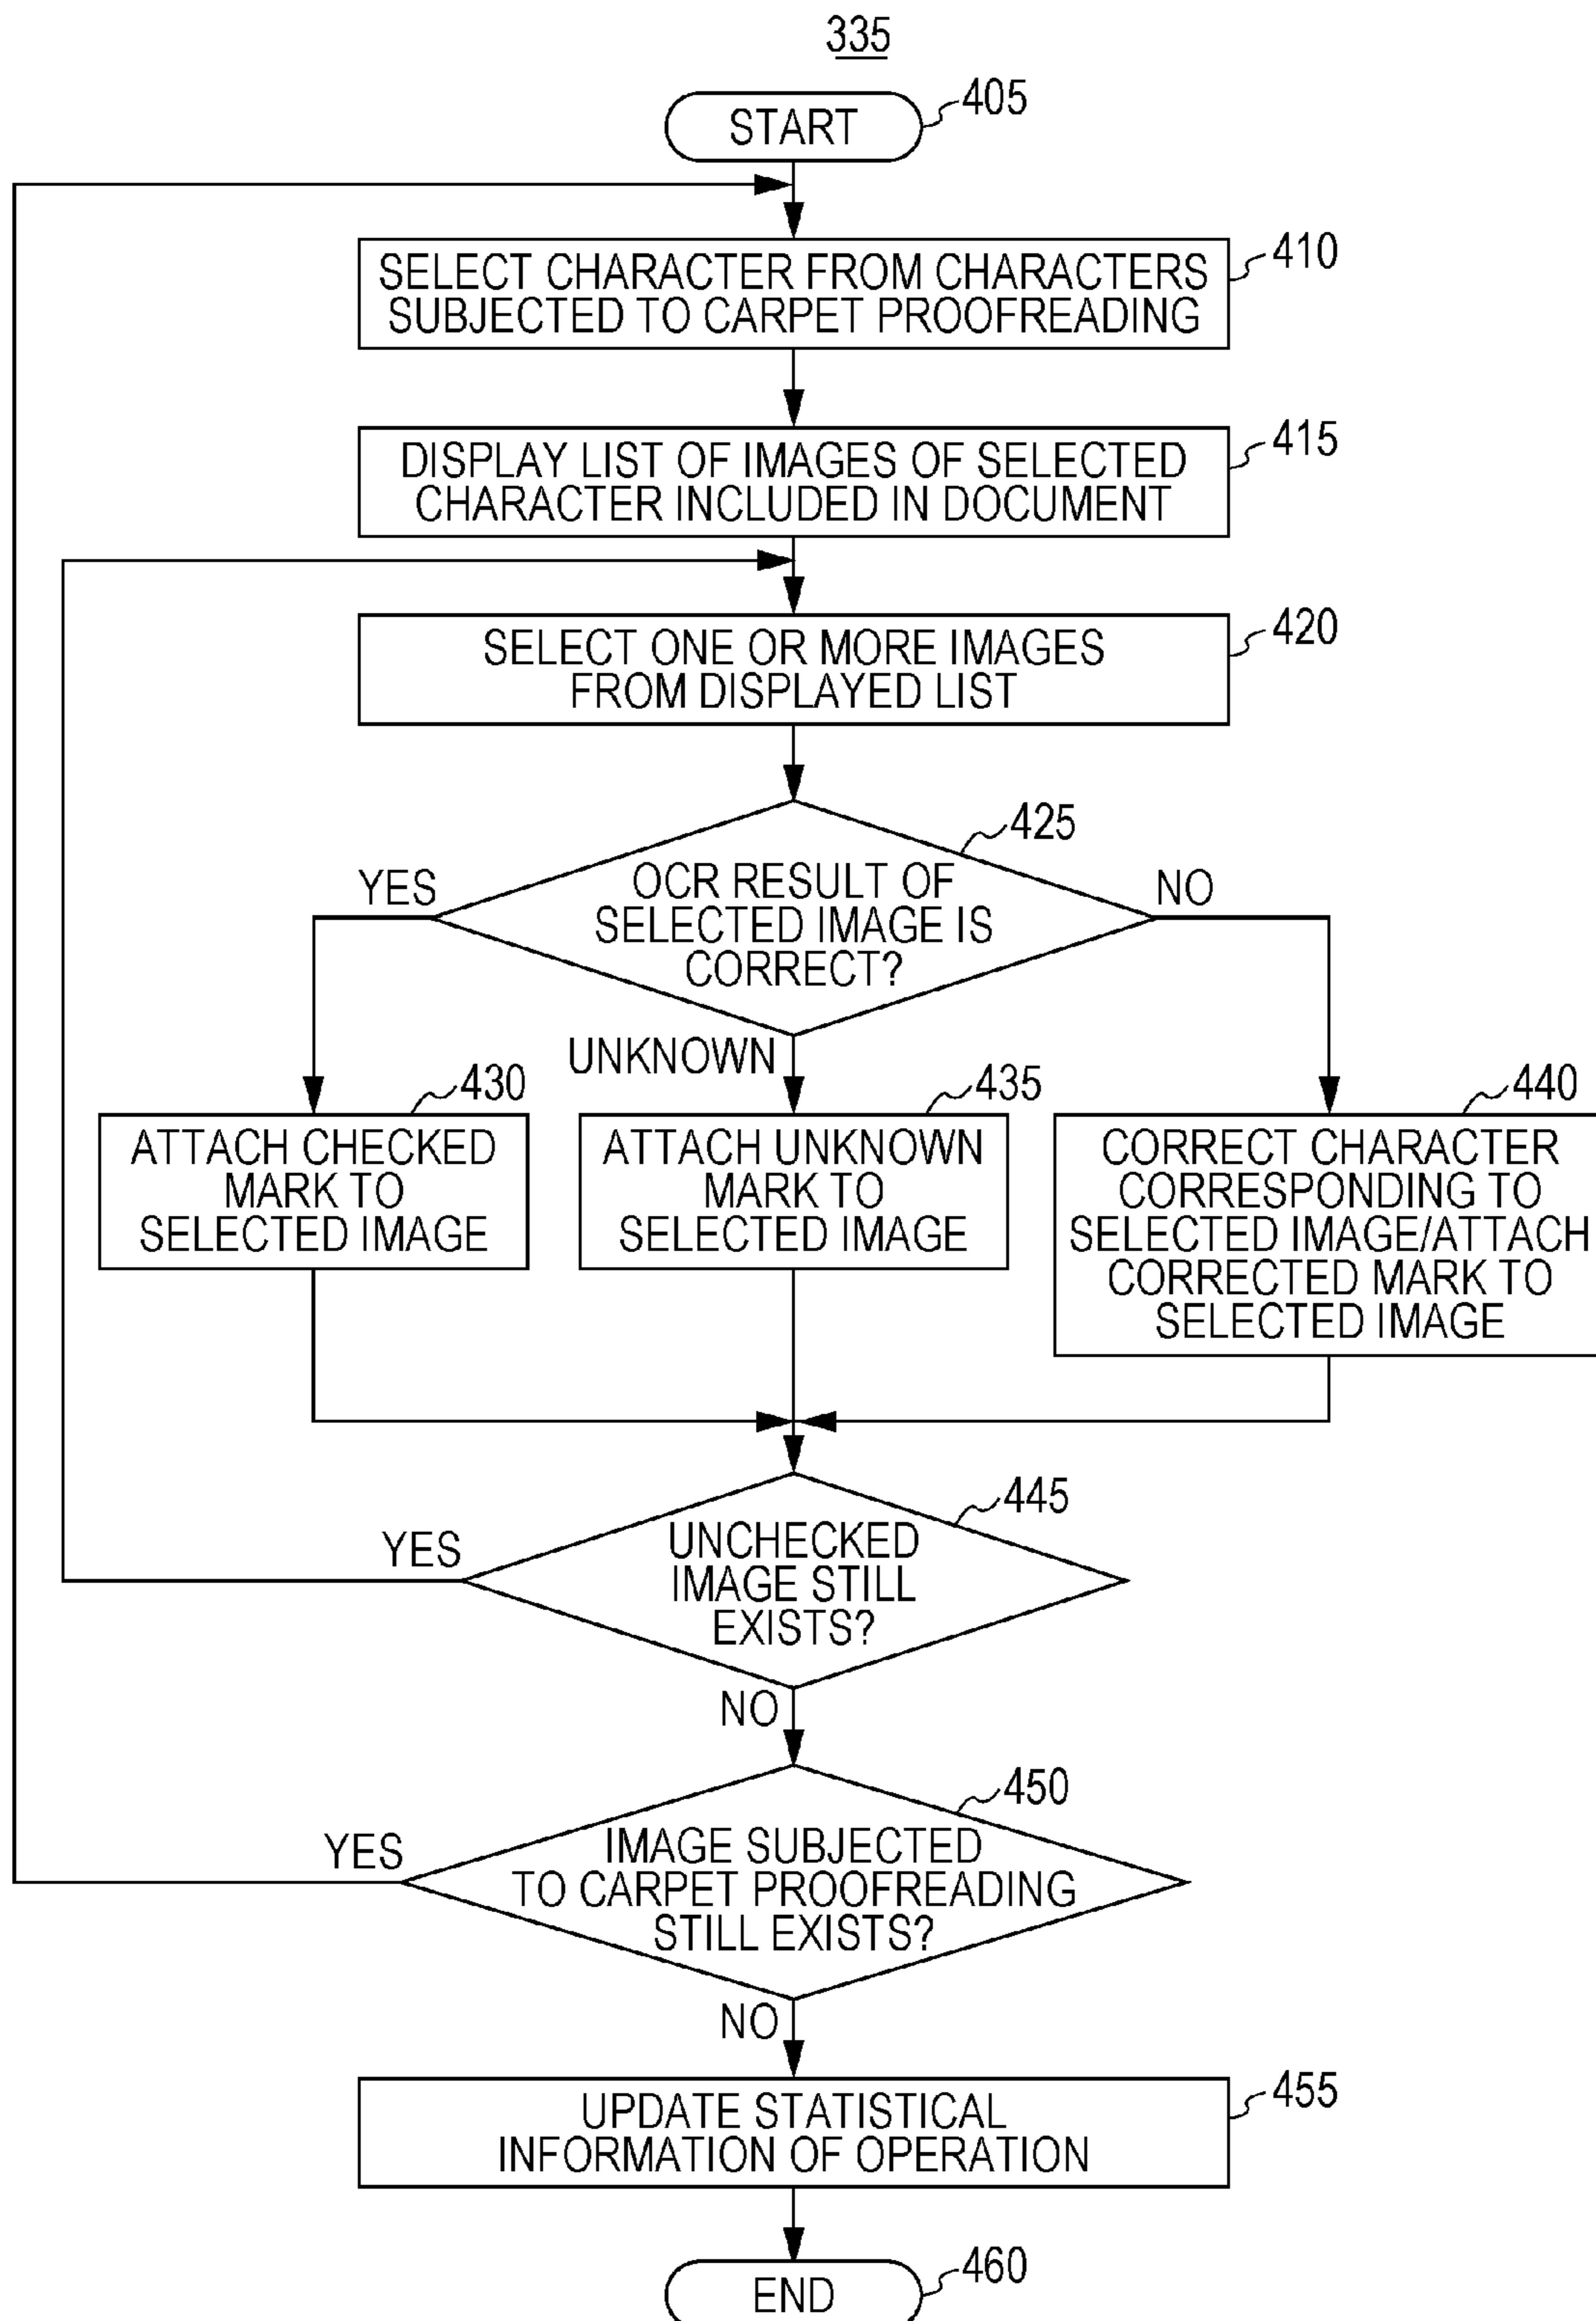 335
START
405
SELECT CHARACTER FROM CHARACTERS
SUBJECTED TO CARPET PROOFREADING
410
DISPLAY LIST OF IMAGES OF SELECTED
CHARACTER INCLUDED IN DOCUMENT
415
SELECT ONE OR MORE IMAGES
FROM DISPLAYED LIST
420
425
YES
OCR RESULT OF
SELECTED IMAGE IS
CORRECT?
NO
UNKNOWN
430
ATTACH CHECKED
MARK TO
SELECTED IMAGE
435
ATTACH UNKNOWN
MARK TO
SELECTED IMAGE
440
CORRECT CHARACTER
CORRESPONDING TO
SELECTED IMAGE/ATTACH
CORRECTED MARK TO
SELECTED IMAGE
445
YES
UNCHECKED
IMAGE STILL
EXISTS?
NO
450
YES
IMAGE SUBJECTED
TO CARPET PROOFREADING
STILL EXISTS?
NO
UPDATE STATISTICAL
INFORMATION OF OPERATION
455
END
460